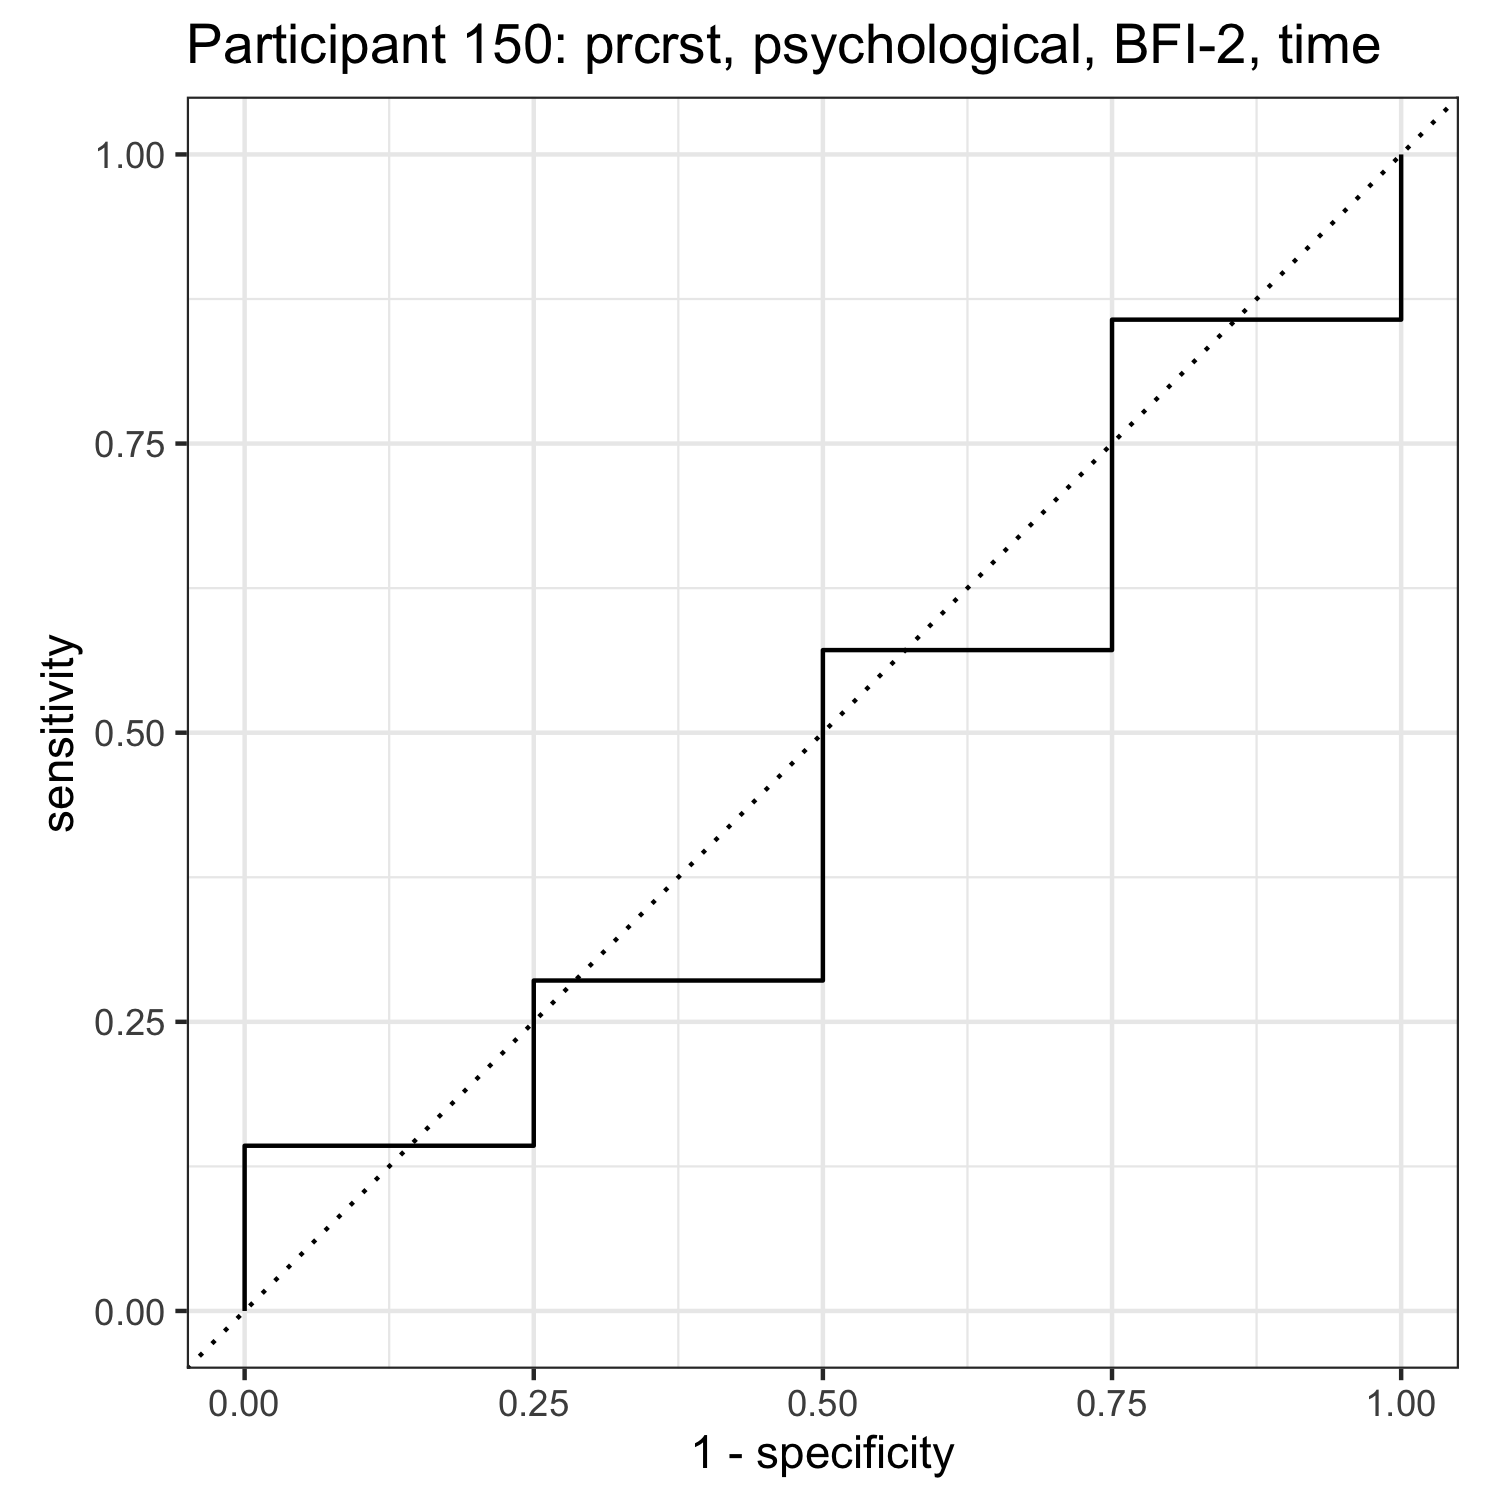 Participant 150: prcrst, psychological, BFI-2, time
1.00
0.75
0.50
0.25
0.00
sensitivity
0.00 0.25 0.50 0.75 1.00
1 - specificity